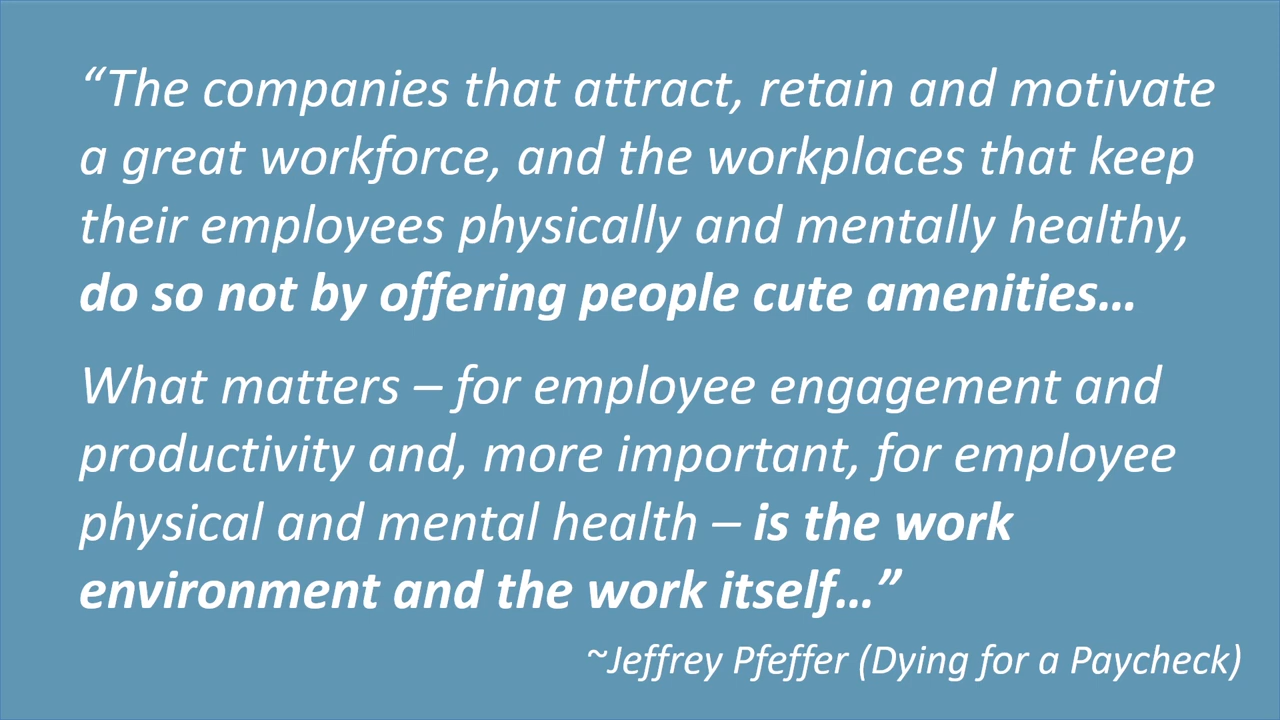 “The companies that attract, retain and motivate
a great workforce, and the workplaces that keep
their employees physically and mentally healthy,
do so not by offering people cute amenities…
What matters – for employee engagement and
productivity and, more important, for employee
physical and mental health – is the work
environment and the work itself…”
~Jeffrey Pfeffer (Dying for a Paycheck)